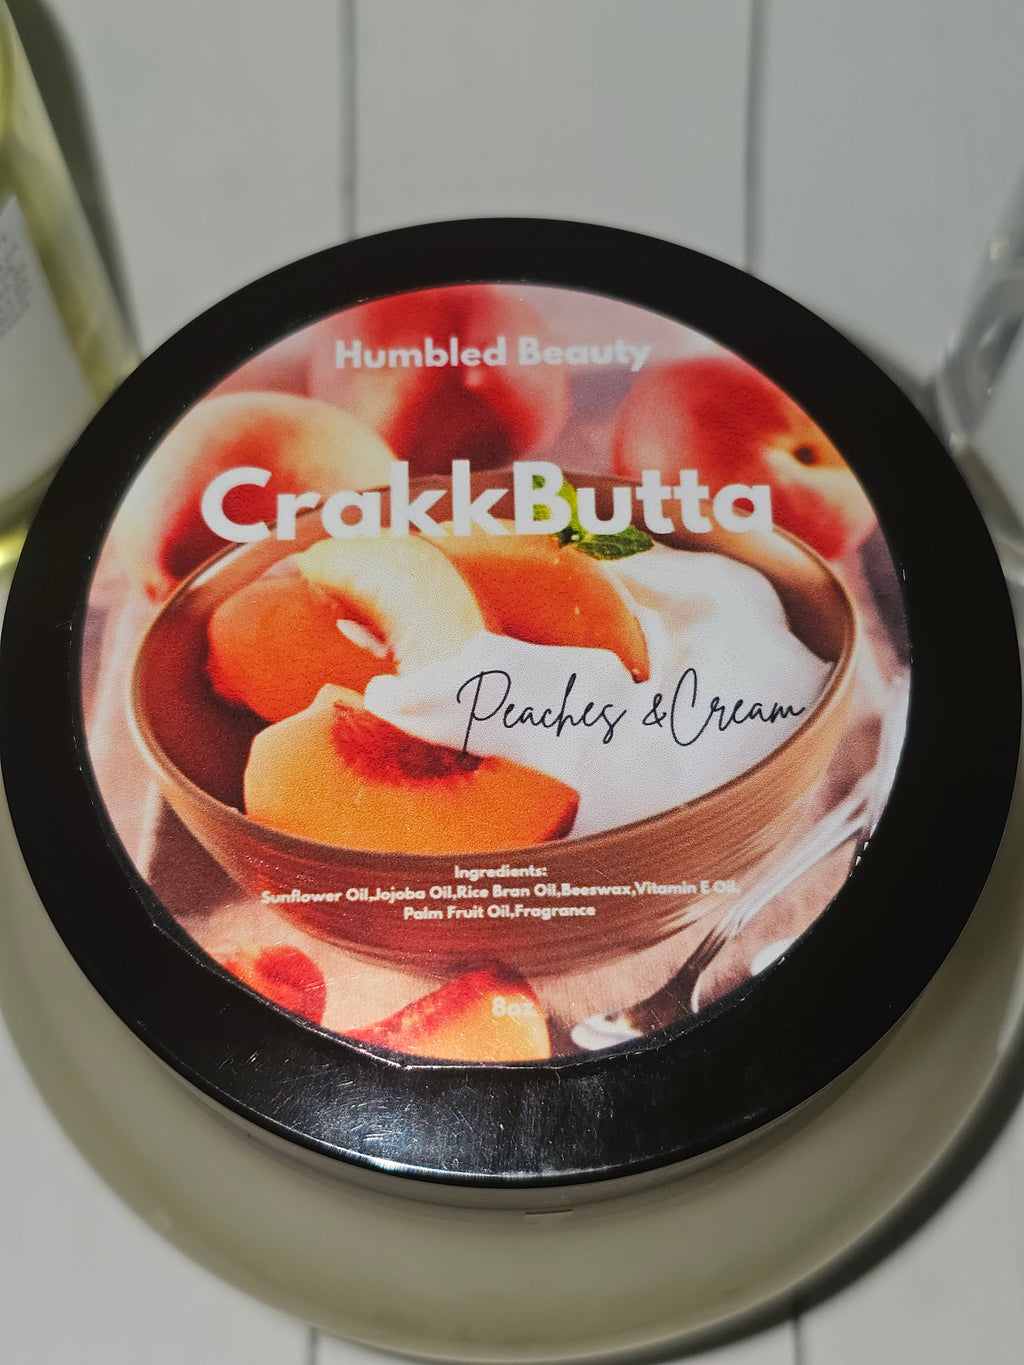 Humbled Beauty
CrakkButta
Peaches & Cream
Ingredients:
Sunflower Oil,Jojoba Oil,Rice Bran Oil,Beeswax,Vitamin E Oil,
Palm Fruit Oil,Fragrance
8oz